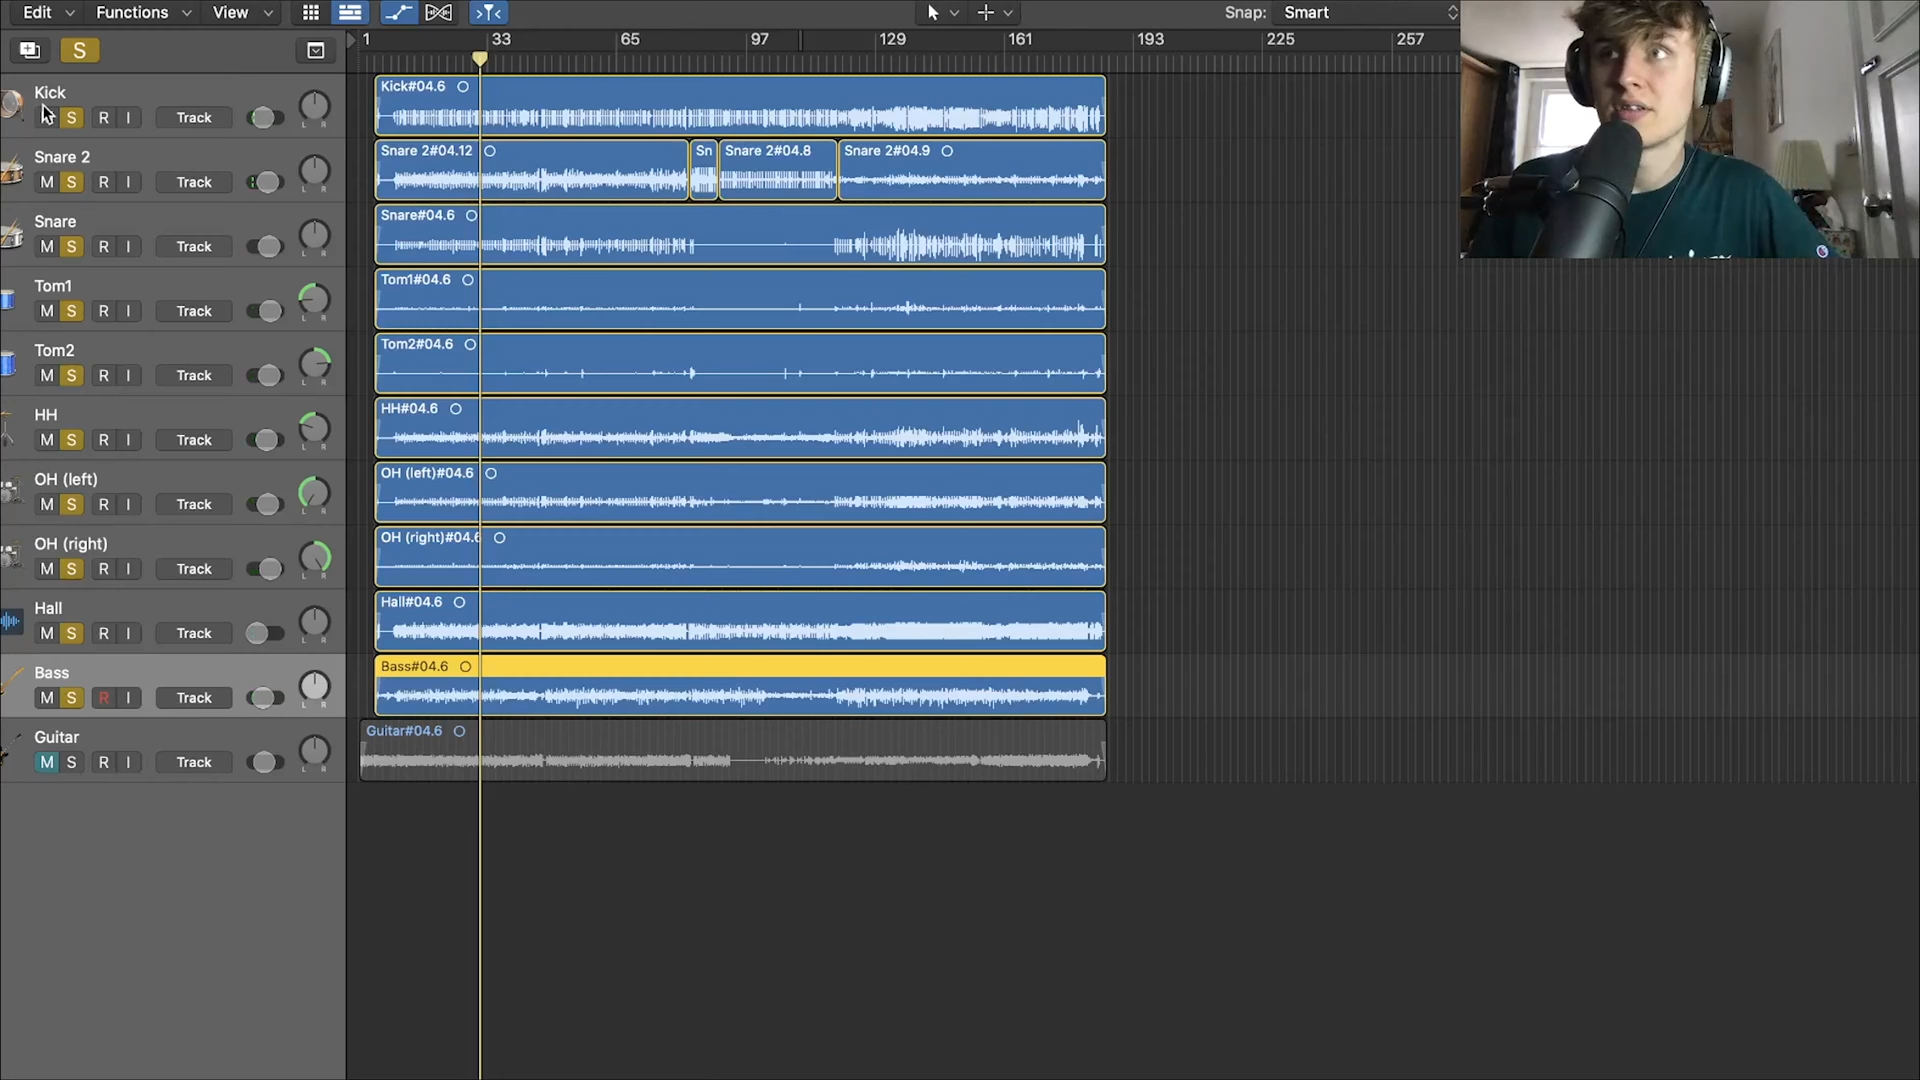 Edit Functions View Snap: Smart
S 1 33 65 97 129 161 193 225 257
Kick
S R I Track L R
Kick#04.6
Snare 2
M S R I Track L R
Snare 2#04.12 Sn Snare 2#04.8 Snare 2#04.9
Snare
M S R I Track L R
Snare#04.6
Tom1
M S R I Track L R
Tom1#04.6
Tom2
M S R I Track L R
Tom2#04.6
HH
M S R I Track L R
HH#04.6
OH (left)
M S R I Track L R
OH (left)#04.6
OH (right)
M S R I Track L R
OH (right)#04.6
Hall
M S R I Track L R
Hall#04.6
Bass
M S R I Track L R
Bass#04.6
Guitar
M S R I Track L R
Guitar#04.6